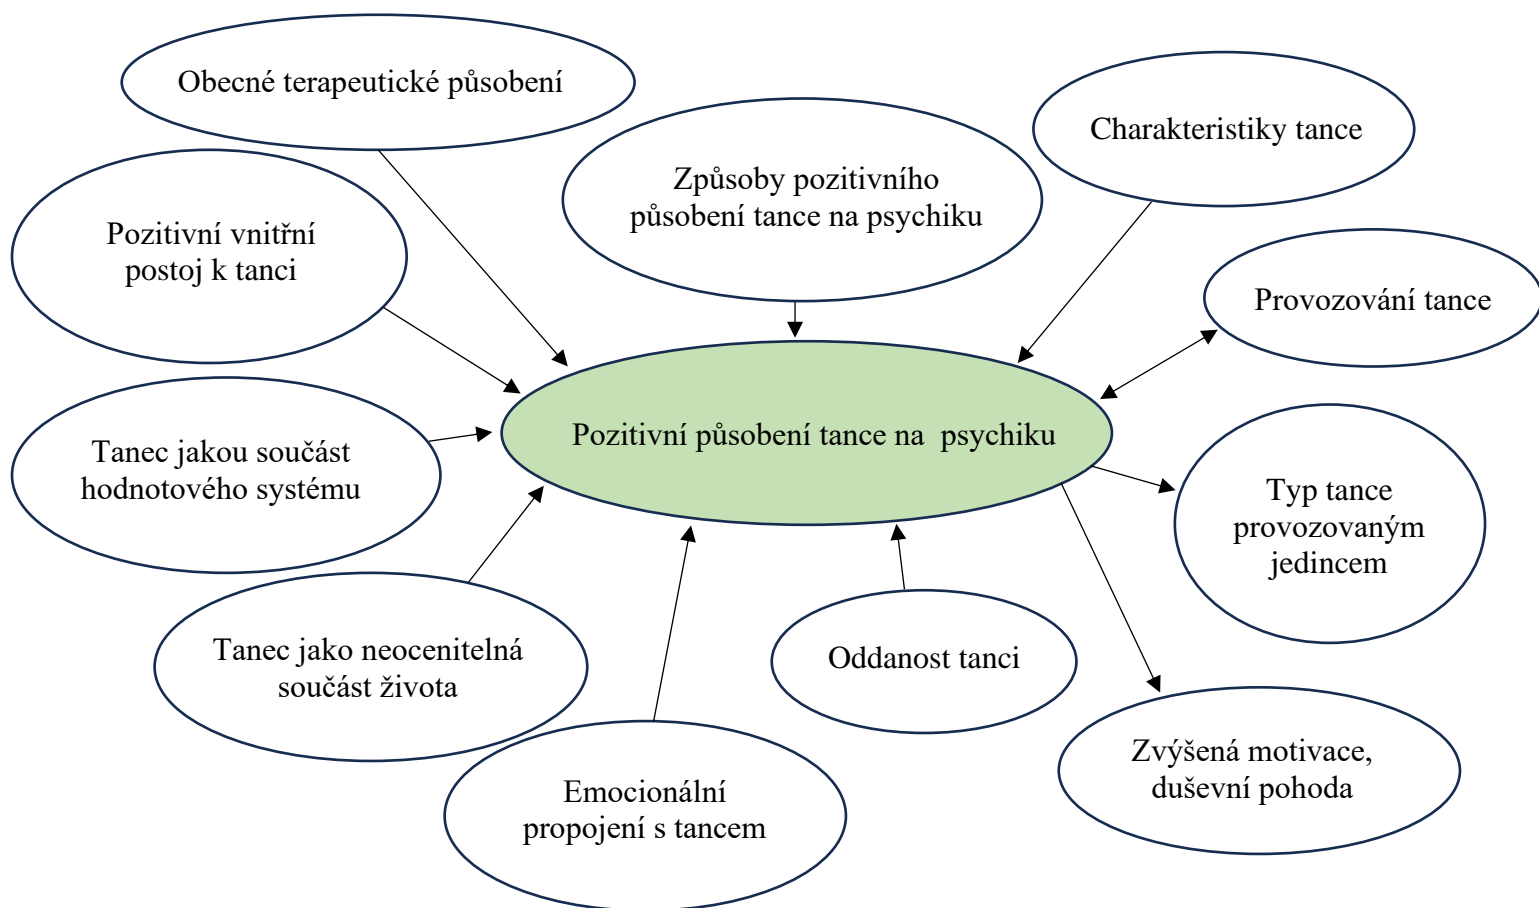 Obecné terapeutické působení
Charakteristiky tance
Způsoby pozitivního
působení tance na psychiku
Pozitivní vnitřní
postoj k tanci
Provozování tance
Pozitivní působení tance na  psychiku
Tanec jakou součást
hodnotového systému
Typ tance
provozovaným
jedincem
Tanec jako neocenitelná
součást života
Oddanost tanci
Zvýšená motivace,
duševní pohoda
Emocionální
propojení s tancem